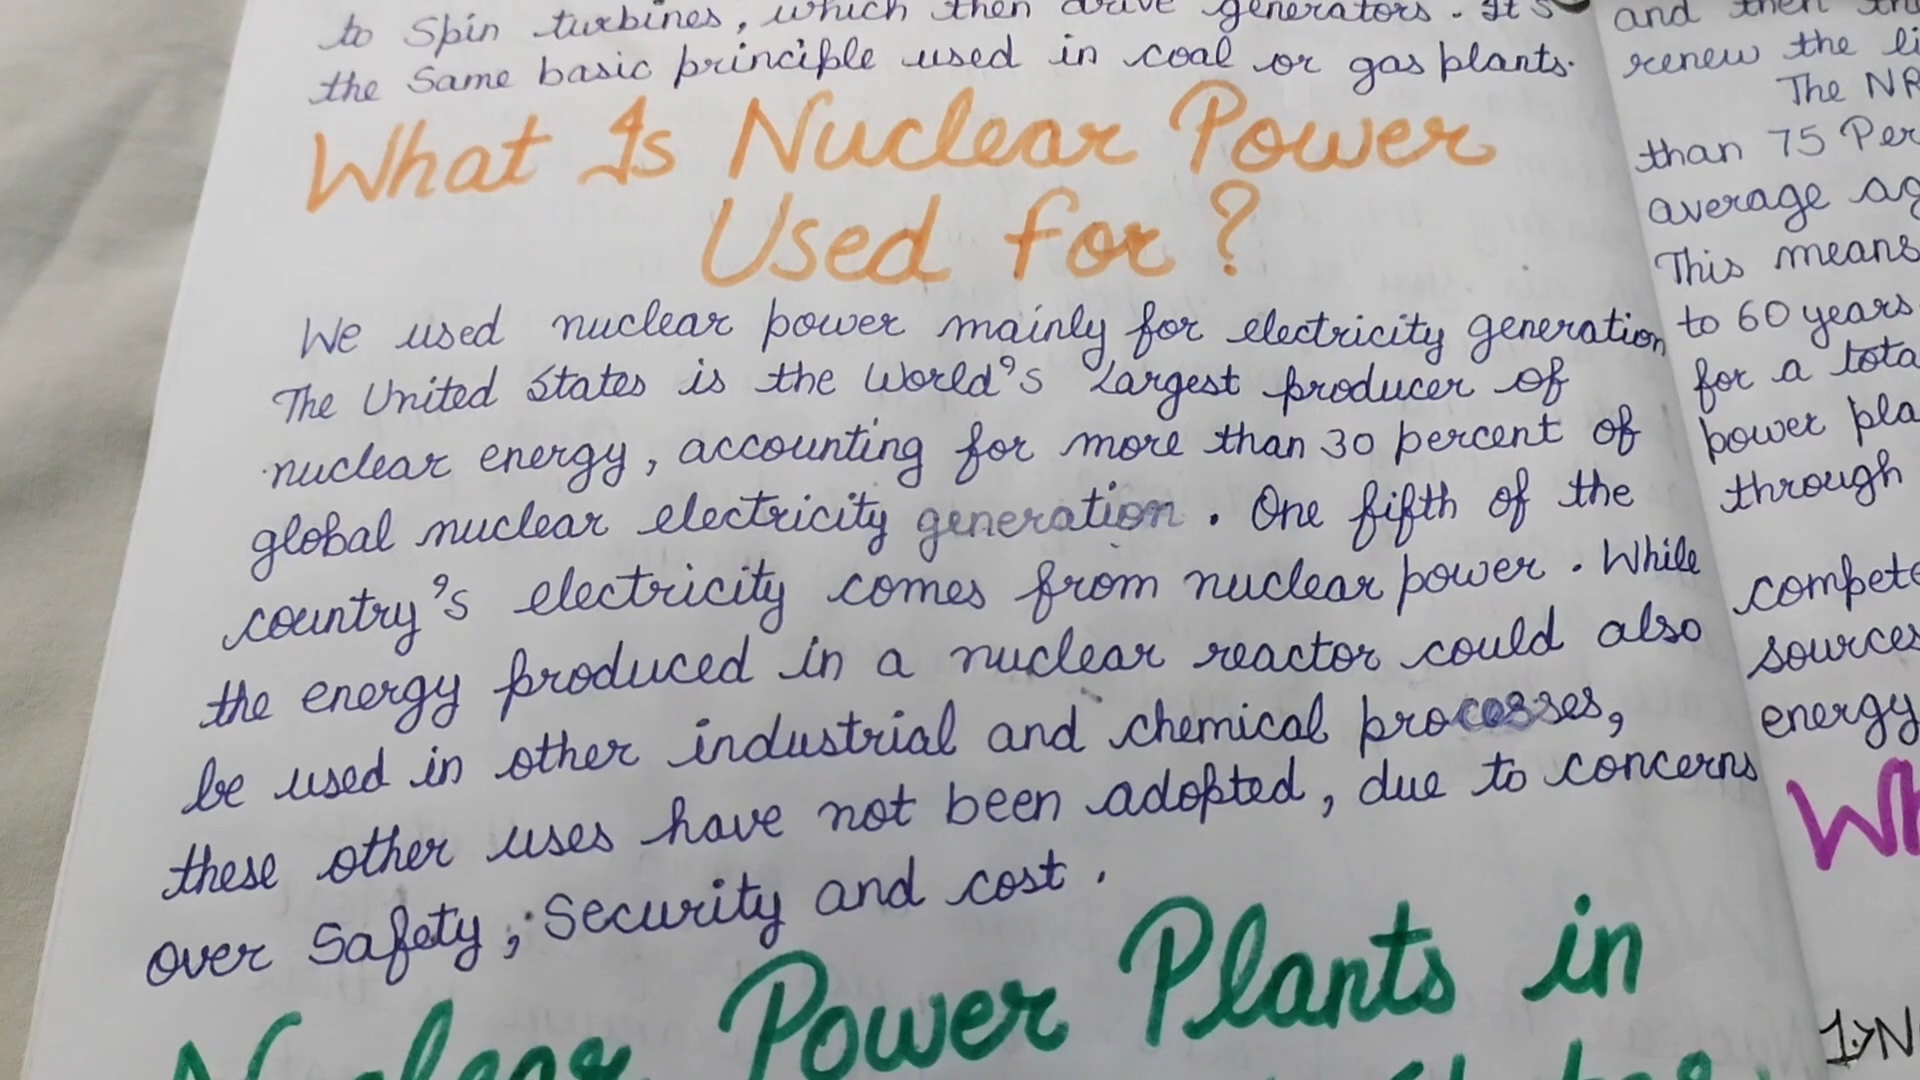 to Spin turbines, which then drive generators. It's
the Same basic principle used in coal or gas plants.
What Is Nuclear Power
Used for?
We used nuclear power mainly for electricity generation
The United States is the World's Largest producer of
nuclear energy, accounting for more than 30 percent of
global nuclear electricity generation. One fifth of the
country's electricity comes from nuclear power. While
the energy produced in a nuclear reactor could also
be used in other industrial and chemical processes,
these other uses have not been adopted, due to concerns
over Safety, Security and cost.
Nuclear Power Plants in
and then
renew the
The
than 75
average
This means
to 60 years
for a
power
through
sources
energy
1.>N